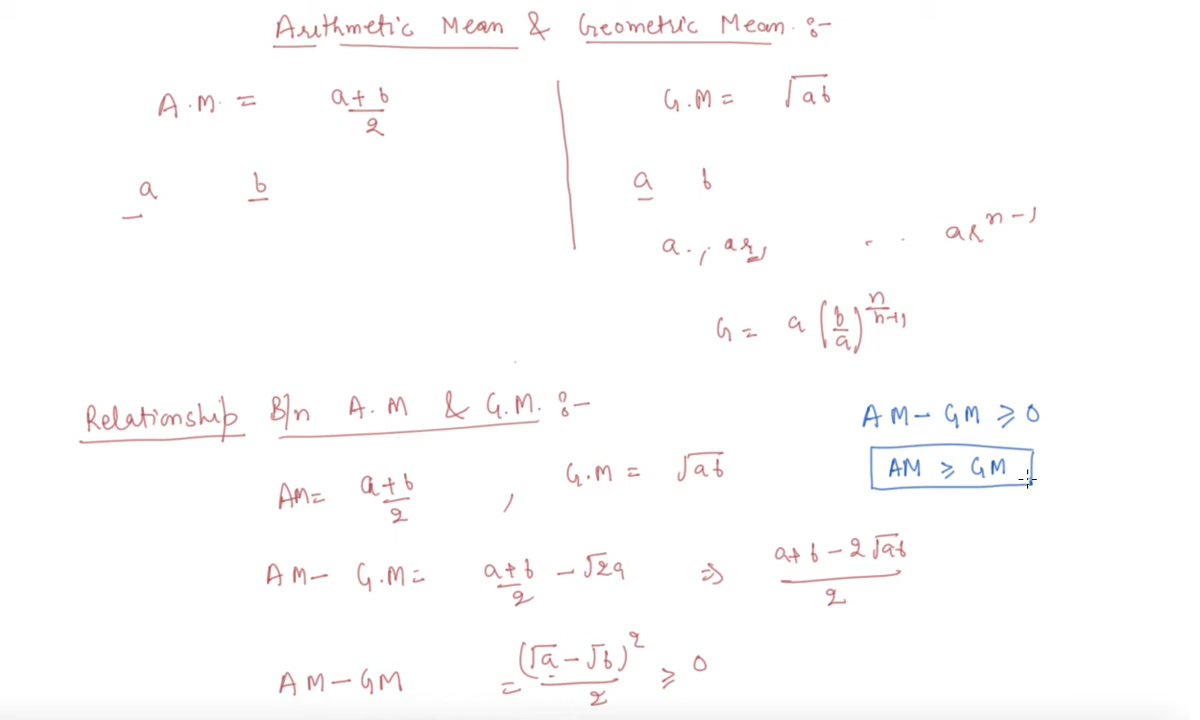 Arithmetic Mean & Geometric Mean :-
A.M. = a+b/2
G.M = √ab
a b
a b
a., ar, . . ar^n-1
G = a (b/a)^n/n+1
Relationship B/n A.M & G.M. :-
AM - GM ≥ 0
AM ≥ GM
AM = a+b/2 , G.M = √ab
AM - G.M = a+b/2 - √2a ⇒ a+b-2√ab/2
AM - GM = (√a - √b)^2/2 ≥ 0